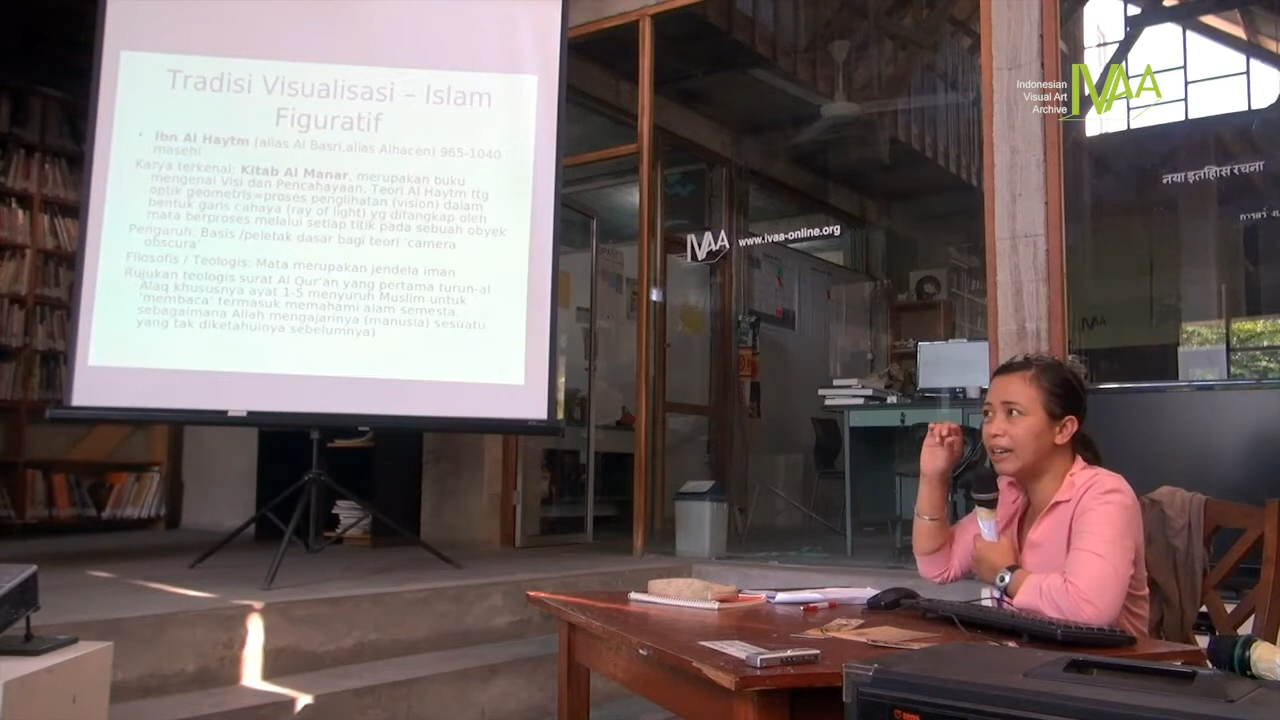 Tradisi Visualisasi – Islam
Figuratif
• Ibn Al Haytm (alias Al Basri,alias Alhacen) 965-1040
masehi
Karya terkenal: Kitab Al Manar, merupakan buku
mengenai Visi dan Pencahayaan, Teori Al Haytm ttg
optik geometris=proses penglihatan (vision) dalam
bentuk garis cahaya (ray of light) yg ditangkap oleh
mata berproses melalui setiap titik pada sebuah obyek
Pengaruh: Basis /peletak dasar bagi teori 'camera
obscura'
Filosofis / Teologis: Mata merupakan jendela iman
Rujukan teologis surat Al Qur'an yang pertama turun-al
'Alaq khususnya ayat 1-5 menyuruh Muslim untuk
'membaca' termasuk memahami alam semesta,
sebagaimana Allah mengajarinya (manusia) sesuatu
yang tak diketahuinya sebelumnya)
Indonesian
Visual Art
Archive
IVAA
IVAA www.ivaa-online.org
नया इतिहास रचना